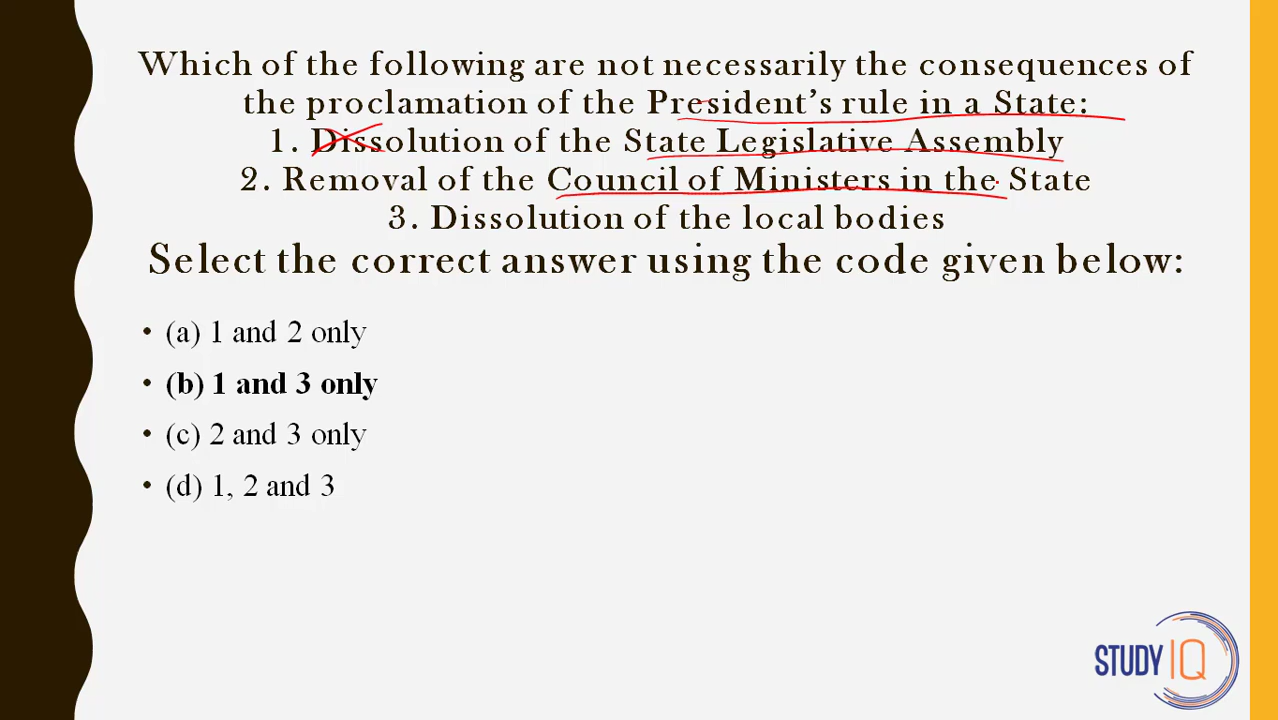 Which of the following are not necessarily the consequences of
the proclamation of the President’s rule in a State:
1. Dissolution of the State Legislative Assembly
2. Removal of the Council of Ministers in the State
3. Dissolution of the local bodies
Select the correct answer using the code given below:
• (a) 1 and 2 only
• (b) 1 and 3 only
• (c) 2 and 3 only
• (d) 1, 2 and 3
STUDY IQ